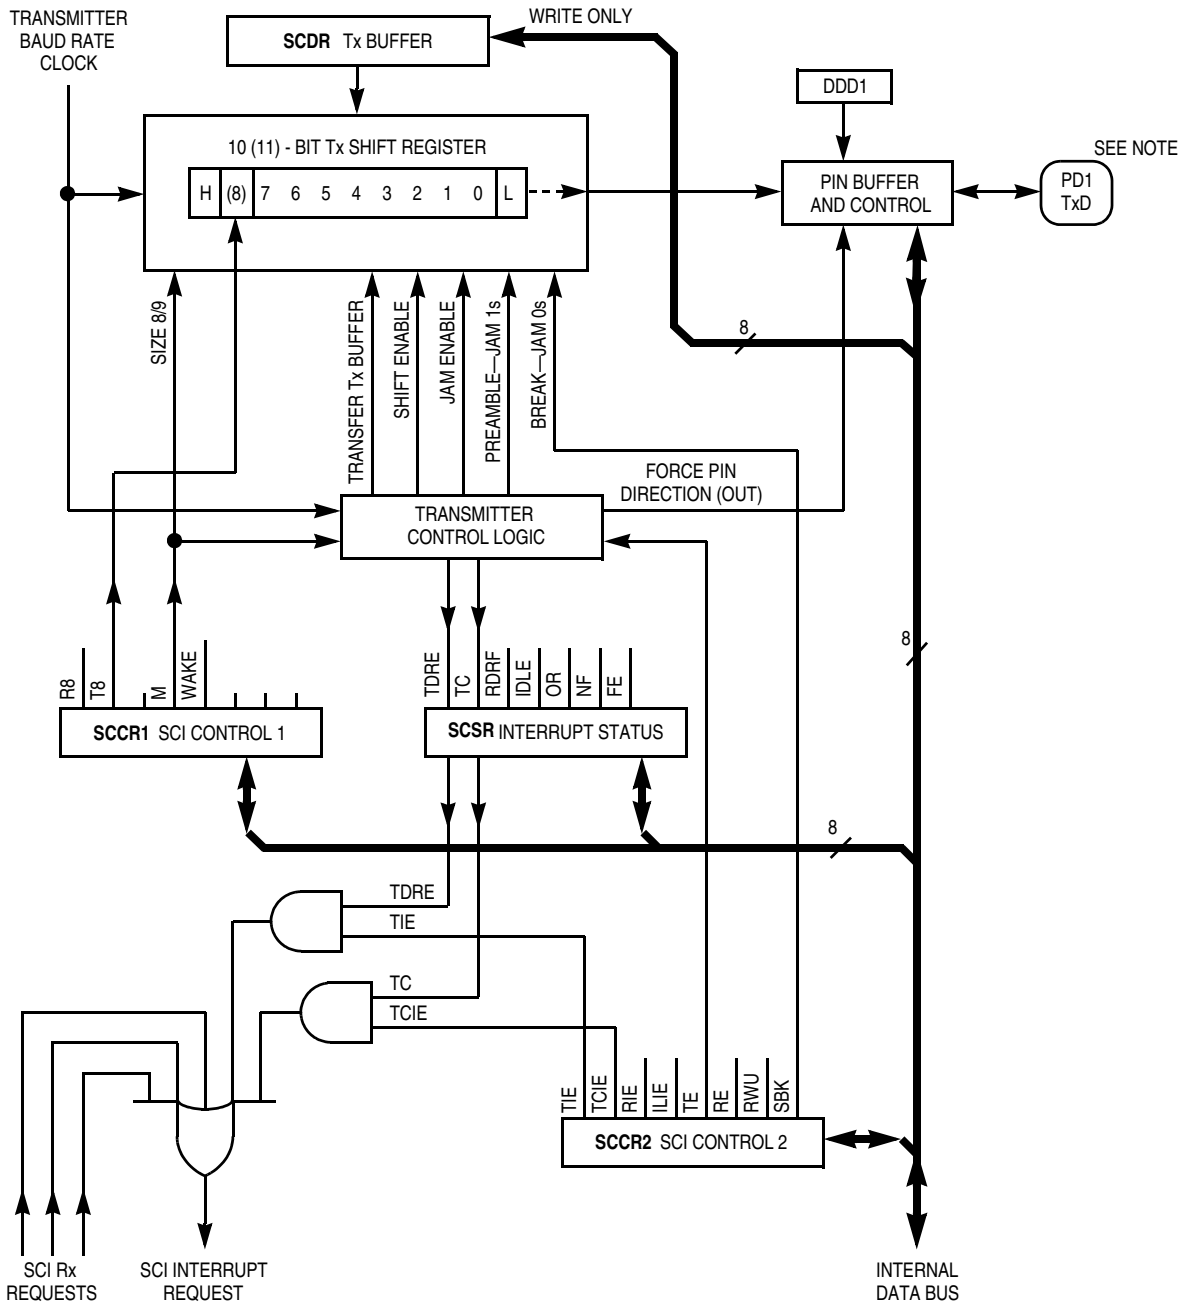 TRANSMITTER
BAUD RATE
CLOCK
SCDR Tx BUFFER
WRITE ONLY
DDD1
10 (11) - BIT Tx SHIFT REGISTER
H (8) 7 6 5 4 3 2 1 0 L
PIN BUFFER
AND CONTROL
SEE NOTE
PD1
TxD
SIZE 8/9
TRANSFER Tx BUFFER
SHIFT ENABLE
JAM ENABLE
PREAMBLE—JAM 1s
BREAK—JAM 0s
8
FORCE PIN
DIRECTION (OUT)
TRANSMITTER
CONTROL LOGIC
8
R8
T8
M
WAKE
TDRE
TC
RDRF
IDLE
OR
NF
FE
SCCR1 SCI CONTROL 1
SCSR INTERRUPT STATUS
8
TDRE
TIE
TC
TCIE
TIE
TCIE
RIE
ILIE
TE
RE
RWU
SBK
SCCR2 SCI CONTROL 2
SCI Rx
REQUESTS
SCI INTERRUPT
REQUEST
INTERNAL
DATA BUS